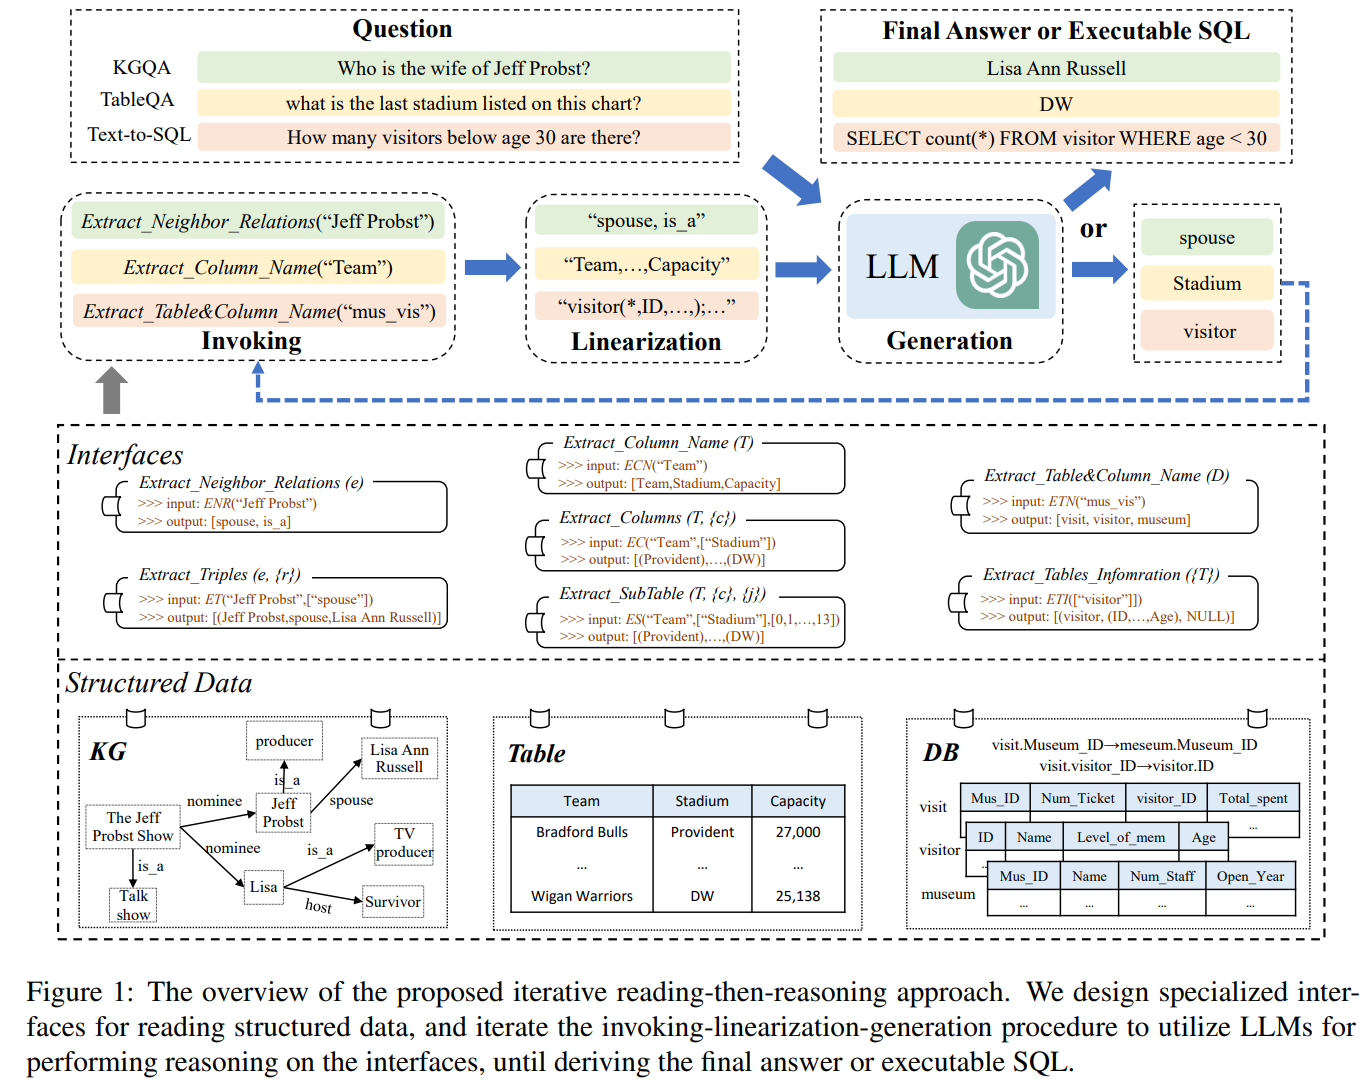 Question
KGQA
Who is the wife of Jeff Probst?
TableQA
what is the last stadium listed on this chart?
Text-to-SQL
How many visitors below age 30 are there?
Final Answer or Executable SQL
Lisa Ann Russell
DW
SELECT count(*) FROM visitor WHERE age < 30
Extract_Neighbor_Relations(“Jeff Probst”)
Extract_Column_Name(“Team”)
Extract_Table&Column_Name(“mus_vis”)
Invoking
“spouse, is_a”
“Team,…,Capacity”
“visitor(*,ID,…,);…”
Linearization
LLM
Generation
or
spouse
Stadium
visitor
Interfaces
Extract_Neighbor_Relations (e)
>>> input: ENR(“Jeff Probst”)
>>> output: [spouse, is_a]
Extract_Triples (e, {r})
>>> input: ET(“Jeff Probst”,[“spouse”])
>>> output: [(Jeff Probst,spouse,Lisa Ann Russell)]
Extract_Column_Name (T)
>>> input: ECN(“Team”)
>>> output: [Team,Stadium,Capacity]
Extract_Columns (T, {c})
>>> input: EC(“Team”,[“Stadium”])
>>> output: [(Provident),…,(DW)]
Extract_SubTable (T, {c}, {j})
>>> input: ES(“Team”,[“Stadium”],[0,1,…,13])
>>> output: [(Provident),…,(DW)]
Extract_Table&Column_Name (D)
>>> input: ETN(“mus_vis”)
>>> output: [visit, visitor, museum]
Extract_Tables_Infomration ({T})
>>> input: ETI([“visitor”]])
>>> output: [(visitor, (ID,…,Age), NULL)]
Structured Data
KG
producer
Lisa Ann
Russell
is_a
nominee
Jeff
Probst
spouse
The Jeff
Probst Show
nominee
is_a
TV
producer
is_a
Lisa
Talk
show
host
Survivor
Table
Team Stadium Capacity
Bradford Bulls Provident 27,000
... ... ...
Wigan Warriors DW 25,138
DB
visit.Museum_ID→meseum.Museum_ID
visit.visitor_ID→visitor.ID
visit
Mus_ID Num_Ticket visitor_ID Total_spent
...
visitor
ID Name Level_of_mem Age
...
museum
Mus_ID Name Num_Staff Open_Year
... ... ... ...
Figure 1: The overview of the proposed iterative reading-then-reasoning approach. We design specialized inter-
faces for reading structured data, and iterate the invoking-linearization-generation procedure to utilize LLMs for
performing reasoning on the interfaces, until deriving the final answer or executable SQL.